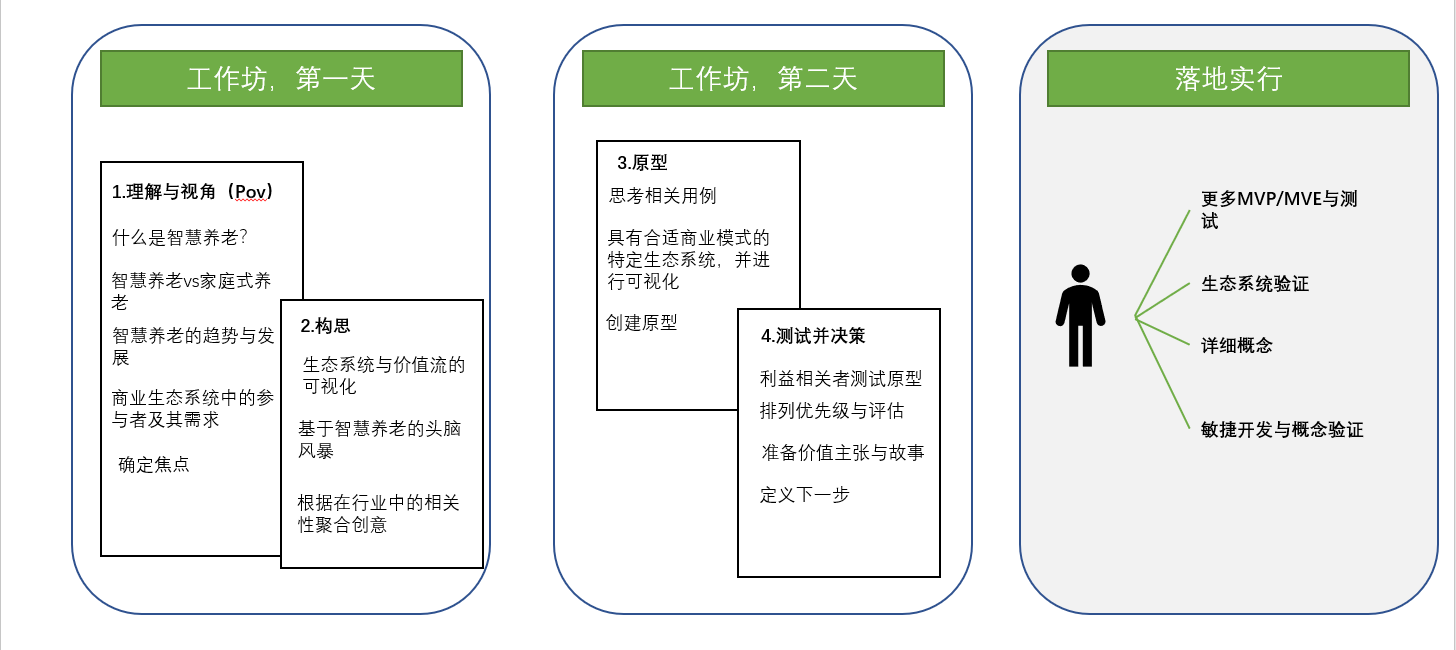 工作坊，第一天
1.理解与视角（Pov）
什么是智慧养老？
智慧养老vs家庭式养
老
智慧养老的趋势与发
展
商业生态系统中的参
与者及其需求
确定焦点
2.构思
生态系统与价值流的
可视化
基于智慧养老的头脑
风暴
根据在行业中的相关
性聚合创意
工作坊，第二天
3.原型
思考相关用例
具有合适商业模式的
特定生态系统，并进
行可视化
创建原型
4.测试并决策
利益相关者测试原型
排列优先级与评估
准备价值主张与故事
定义下一步
落地实行
更多MVP/MVE与测
试
生态系统验证
详细概念
敏捷开发与概念验证